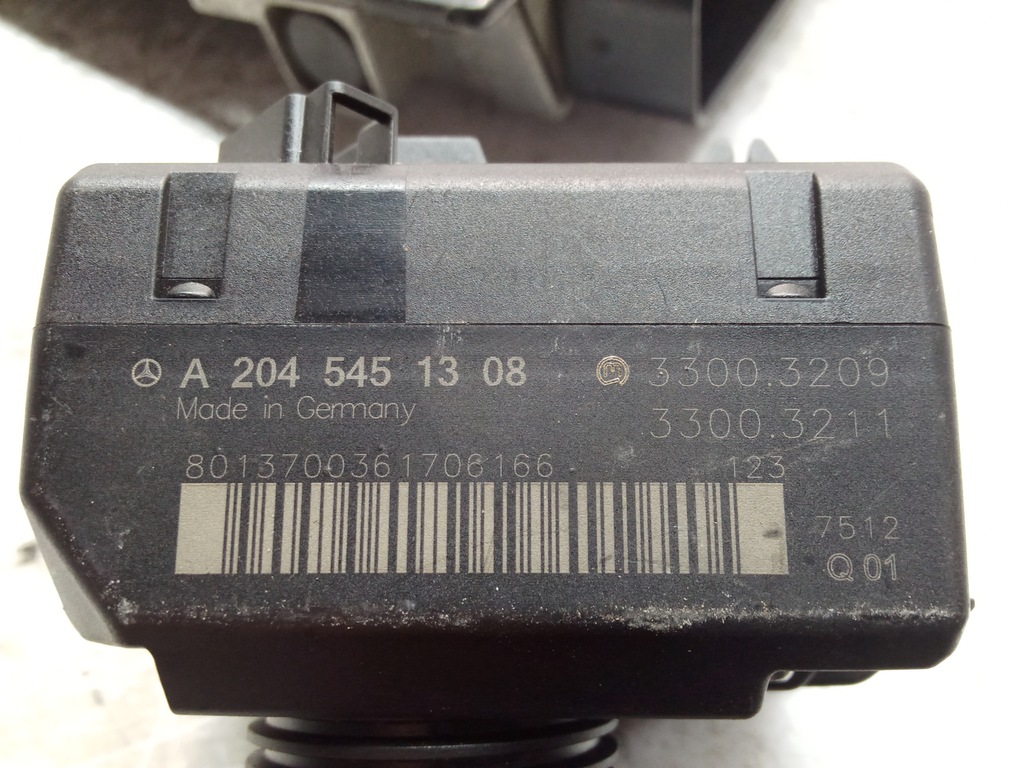 A 204 545 13 08
Made in Germany
3300.3209
3300.3211
8013700361706166
123
7512
Q 01